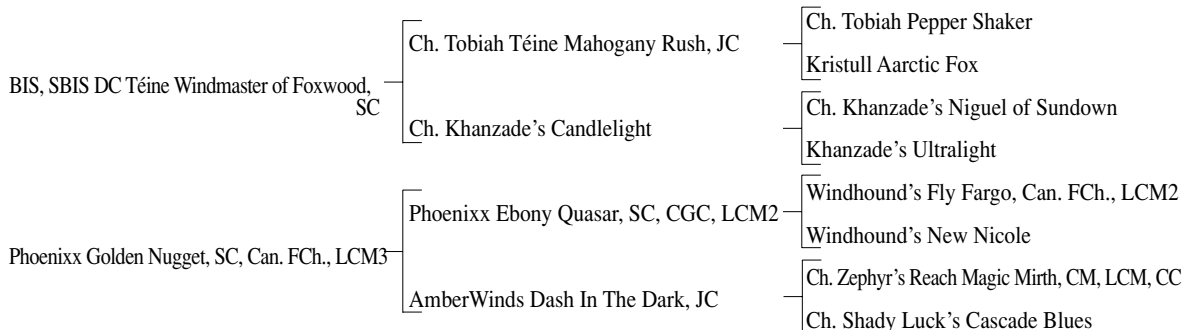 Ch. Tobiah Pepper Shaker
Ch. Tobiah Téine Mahogany Rush, JC
Kristull Aarctic Fox
BIS, SBIS DC Téine Windmaster of Foxwood,
SC
Ch. Khanzade’s Niguel of Sundown
Ch. Khanzade’s Candlelight
Khanzade’s Ultralight
Windhound’s Fly Fargo, Can. FCh., LCM2
Phoenixx Ebony Quasar, SC, CGC, LCM2
Windhound’s New Nicole
Phoenixx Golden Nugget, SC, Can. FCh., LCM3
Ch. Zephyr’s Reach Magic Mirth, CM, LCM, CC
AmberWinds Dash In The Dark, JC
Ch. Shady Luck’s Cascade Blues